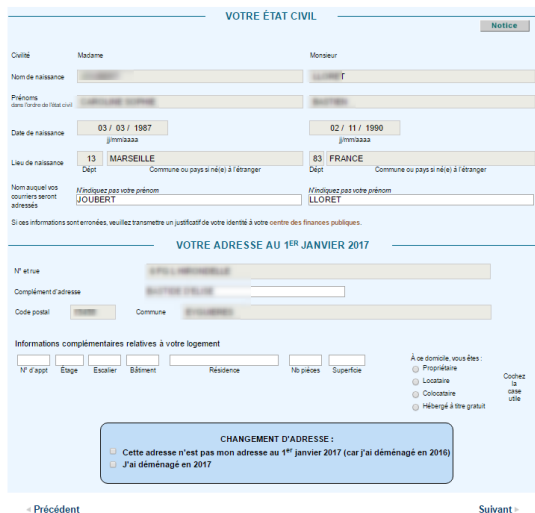 VOTRE ÉTAT CIVIL
Notice
Civilité Madame Monsieur
Nom de naissance
Prénoms
dans l'ordre de l'état civil
Date de naissance 03 / 03 / 1987 02 / 11 / 1990
jj/mm/aaaa jj/mm/aaaa
Lieu de naissance 13 MARSEILLE 83 FRANCE
Dépt Commune ou pays si né(e) à l'étranger Dépt Commune ou pays si né(e) à l'étranger
Nom auquel vos courriers seront adressés
N'indiquez pas votre prénom N'indiquez pas votre prénom
JOUBERT LLORET
Si ces informations sont erronées, veuillez transmettre un justificatif de votre identité à votre centre des finances publiques.
VOTRE ADRESSE AU 1ER JANVIER 2017
N° et rue
Complément d'adresse
Code postal Commune
Informations complémentaires relatives à votre logement
N° d'appt Étage Escalier Bâtiment Résidence Nb pièces Superficie
À ce domicile, vous êtes :
Propriétaire
Locataire
Colocataire
Hébergé à titre gratuit
Cochez
la
case
utile
CHANGEMENT D'ADRESSE :
Cette adresse n'est pas mon adresse au 1er janvier 2017 (car j'ai déménagé en 2016)
J'ai déménagé en 2017
Précédent Suivant